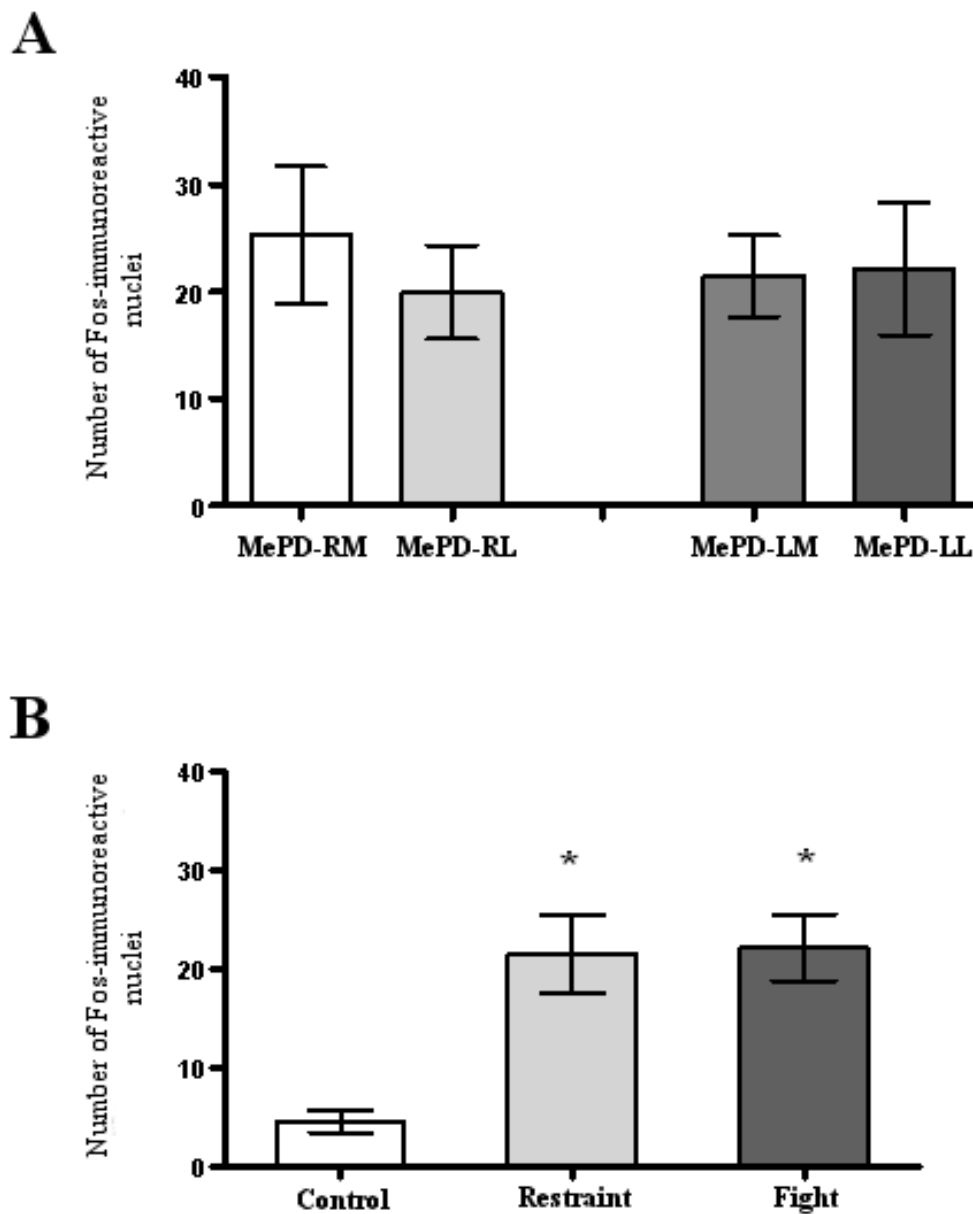 A
Number of Fos-immunoreactive
nuclei
40
30
20
10
0
MePD-RM MePD-RL MePD-LM MePD-LL
B
Number of Fos-immunoreactive
nuclei
40
30
20
10
0
* *
Control Restraint Fight